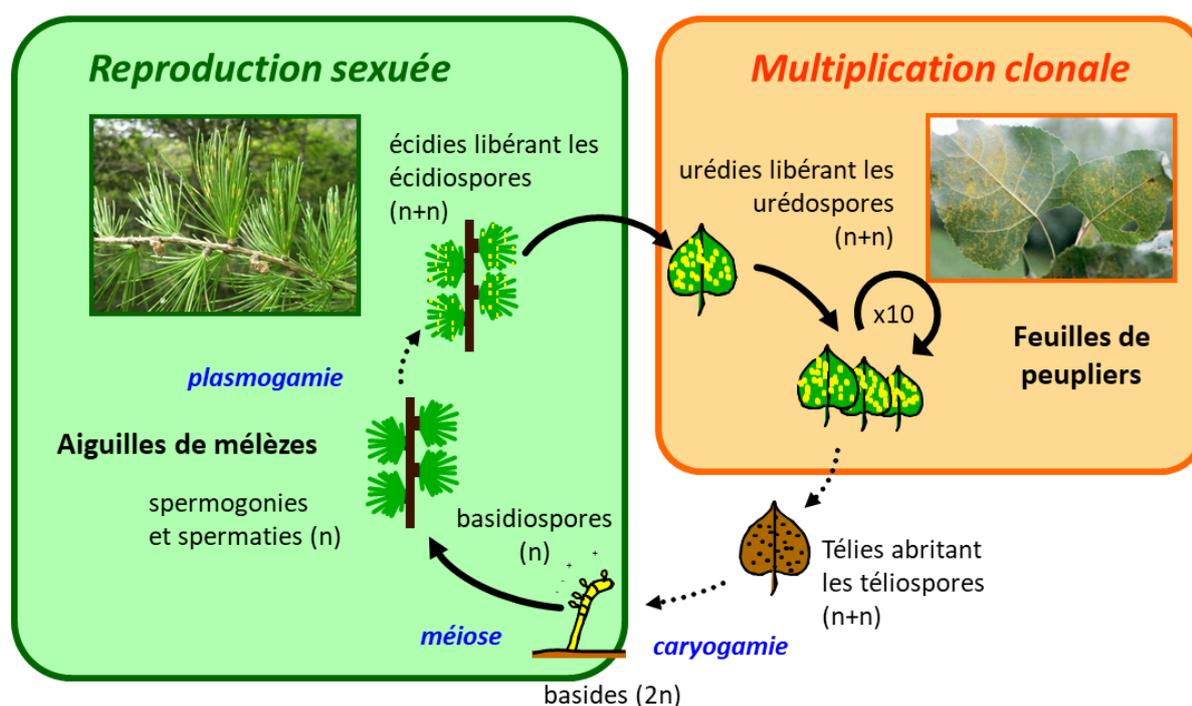 Reproduction sexuée
écidies libérant les
écidiospores
(n+n)
plasmogamie
Aiguilles de mélèzes
spermogonies
et spermaties (n)
basidiospores
(n)
méiose
basides (2n)
Multiplication clonale
urédies libérant les
urédospores
(n+n)
x10
Feuilles de
peupliers
Télies abritant
les téliospores
(n+n)
caryogamie